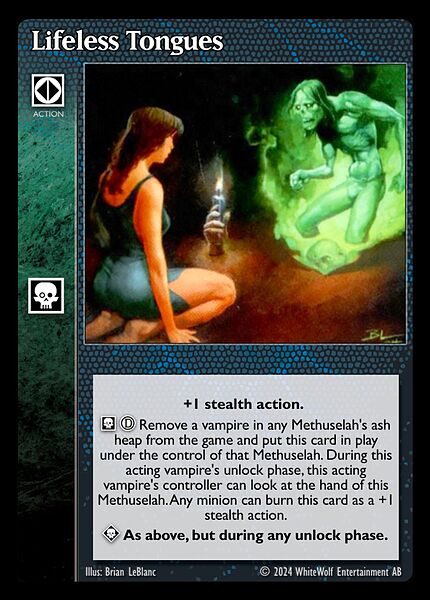 Lifeless Tongues
ACTION
+1 stealth action.
Remove a vampire in any Methuselah's ash
heap from the game and put this card in play
under the control of that Methuselah. During this
acting vampire's unlock phase, this acting
vampire's controller can look at the hand of this
Methuselah. Any minion can burn this card as a +1
stealth action.
As above, but during any unlock phase.
Illus: Brian LeBlanc
© 2024 WhiteWolf Entertainment AB